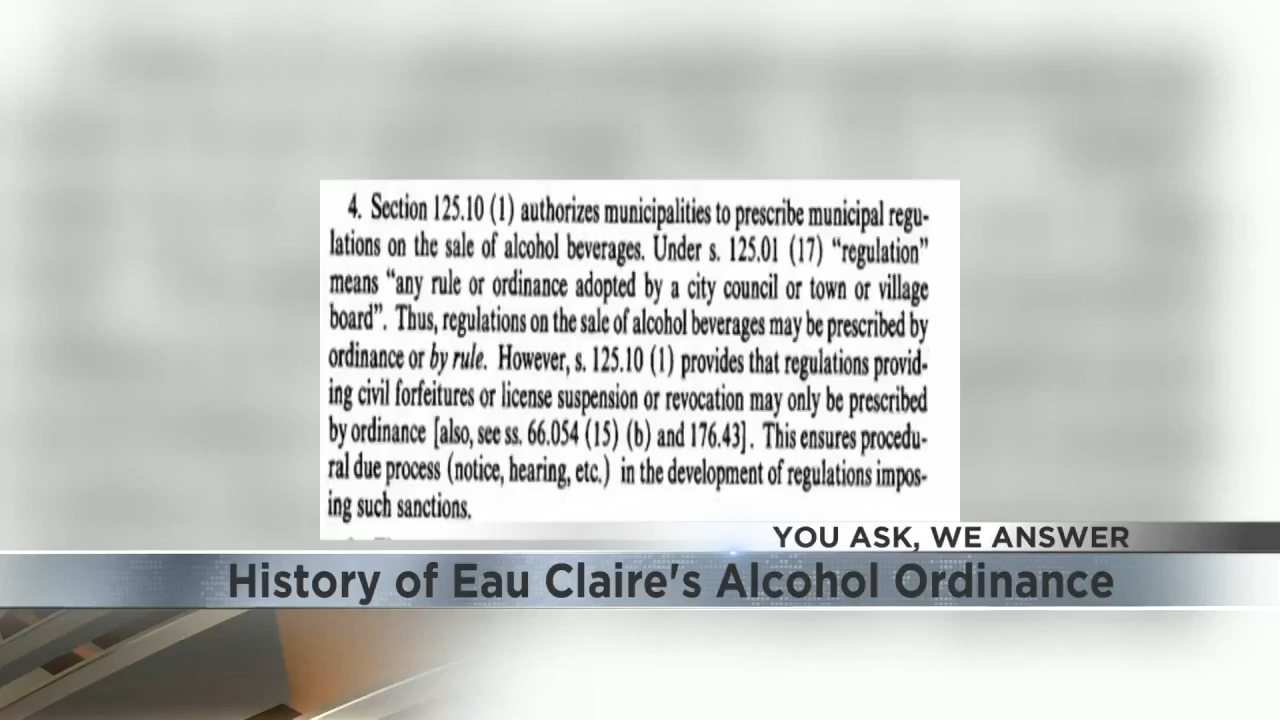 4. Section 125.10 (1) authorizes municipalities to prescribe municipal regu-
lations on the sale of alcohol beverages. Under s. 125.01 (17) “regulation”
means “any rule or ordinance adopted by a city council or town or village
board”. Thus, regulations on the sale of alcohol beverages may be prescribed by
ordinance or by rule. However, s. 125.10 (1) provides that regulations provid-
ing civil forfeitures or license suspension or revocation may only be prescribed
by ordinance [also, see ss. 66.054 (15) (b) and 176.43]. This ensures procedu-
ral due process (notice, hearing, etc.) in the development of regulations impos-
ing such sanctions.
YOU ASK, WE ANSWER
History of Eau Claire's Alcohol Ordinance